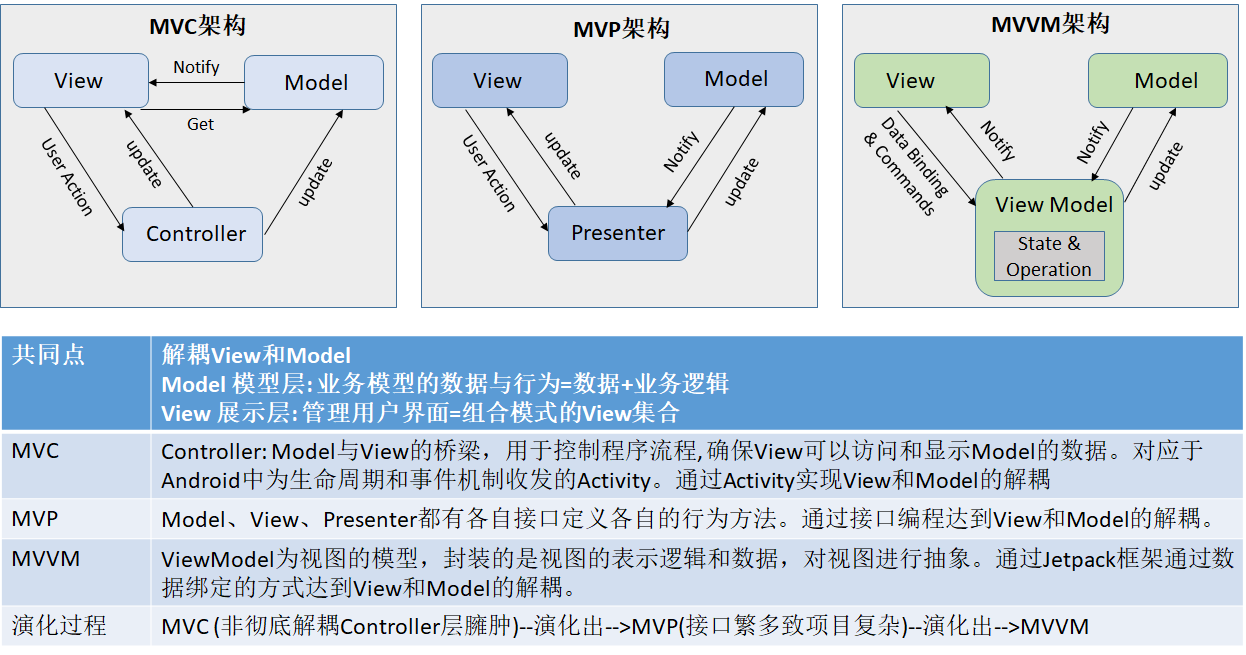 MVC架构
View
Notify
Model
Get
User Action
update
update
Controller
MVP架构
View
Model
User Action
update
Notify
update
Presenter
MVVM架构
View
Model
Data Binding
& Commands
Notify
Notify
update
View Model
State &
Operation
共同点
解耦View和Model
Model 模型层: 业务模型的数据与行为=数据+业务逻辑
View 展示层: 管理用户界面=组合模式的View集合
MVC
Controller: Model与View的桥梁，用于控制程序流程, 确保View可以访问和显示Model的数据。对应于
Android中为生命周期和事件机制收发的Activity。通过Activity实现View和Model的解耦
MVP
Model、View、Presenter都有各自接口定义各自的行为方法。通过接口编程达到View和Model的解耦。
MVVM
ViewModel为视图的模型，封装的是视图的表示逻辑和数据，对视图进行抽象。通过Jetpack框架通过数
据绑定的方式达到View和Model的解耦。
演化过程
MVC (非彻底解耦Controller层臃肿)--演化出-->MVP(接口繁多致项目复杂)--演化出-->MVVM